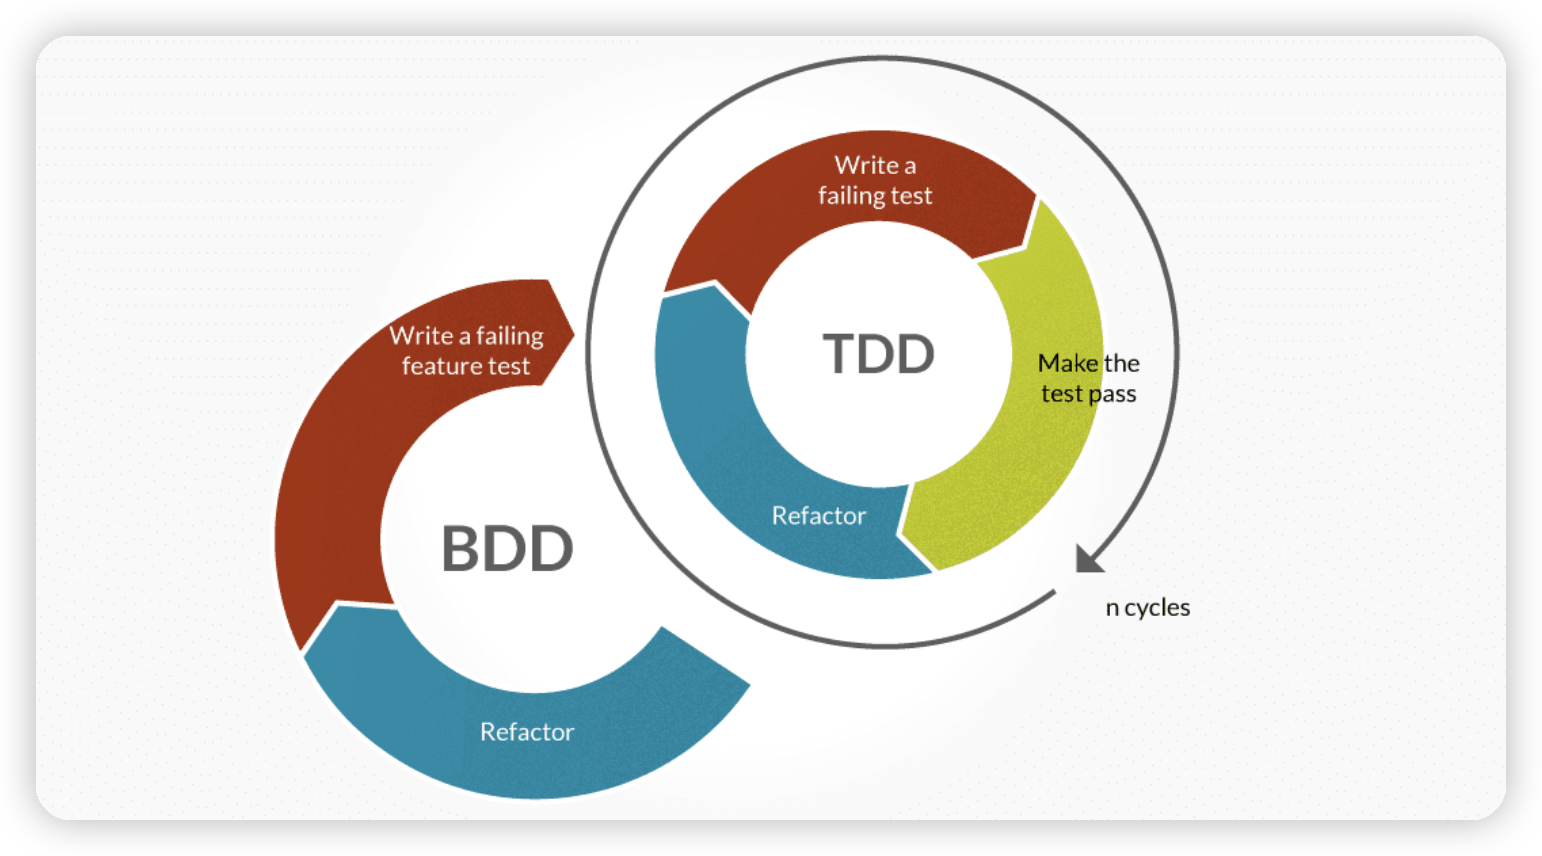 Write a
failing test
TDD
Make the
test pass
Refactor
n cycles
Write a failing
feature test
BDD
Refactor